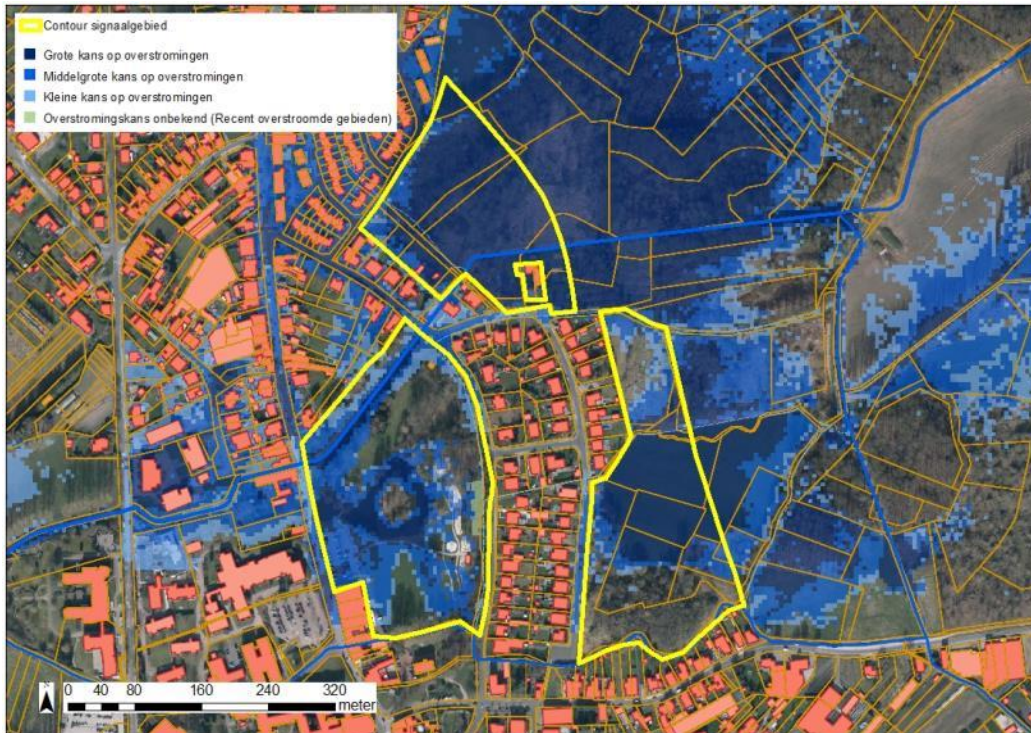 Contour signaalgebied
Grote kans op overstromingen
Middelgrote kans op overstromingen
Kleine kans op overstromingen
Overstromingskans onbekend (Recent overstroomde gebieden)
0 40 80 160 240 320
meter